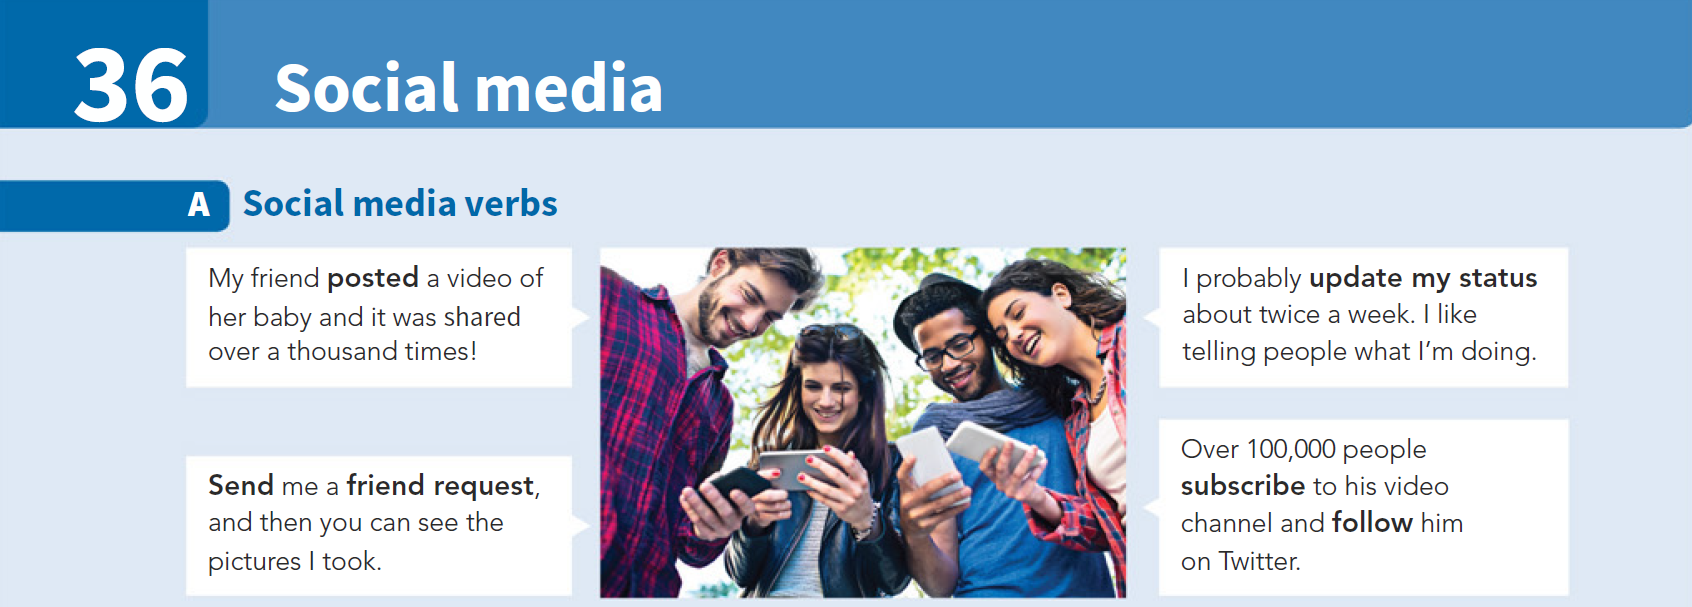 36 Social media
A Social media verbs
My friend posted a video of
her baby and it was shared
over a thousand times!
Send me a friend request,
and then you can see the
pictures I took.
I probably update my status
about twice a week. I like
telling people what I'm doing.
Over 100,000 people
subscribe to his video
channel and follow him
on Twitter.